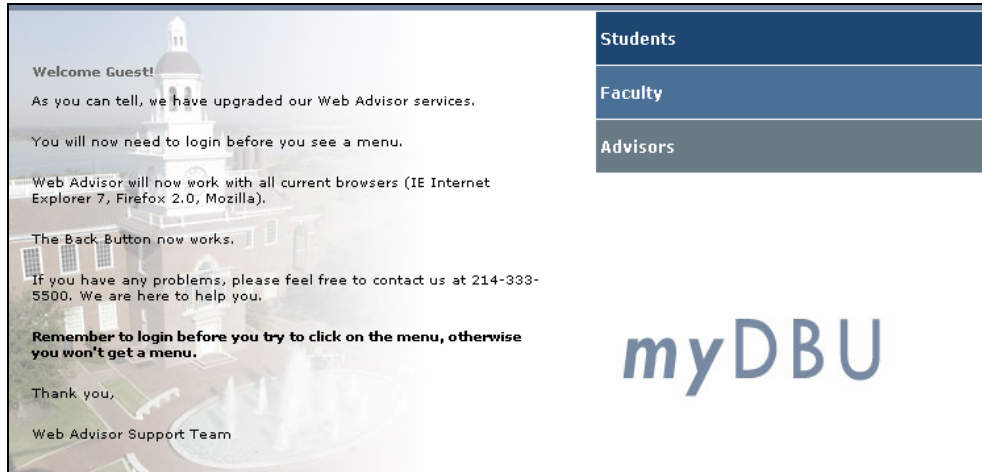 Welcome Guest!
As you can tell, we have upgraded our Web Advisor services.
You will now need to login before you see a menu.
Web Advisor will now work with all current browsers (IE Internet
Explorer 7, Firefox 2.0, Mozilla).
The Back Button now works.
If you have any problems, please feel free to contact us at 214-333-
5500. We are here to help you.
Remember to login before you try to click on the menu, otherwise
you won't get a menu.
Thank you,
Web Advisor Support Team
Students
Faculty
Advisors
myDBU